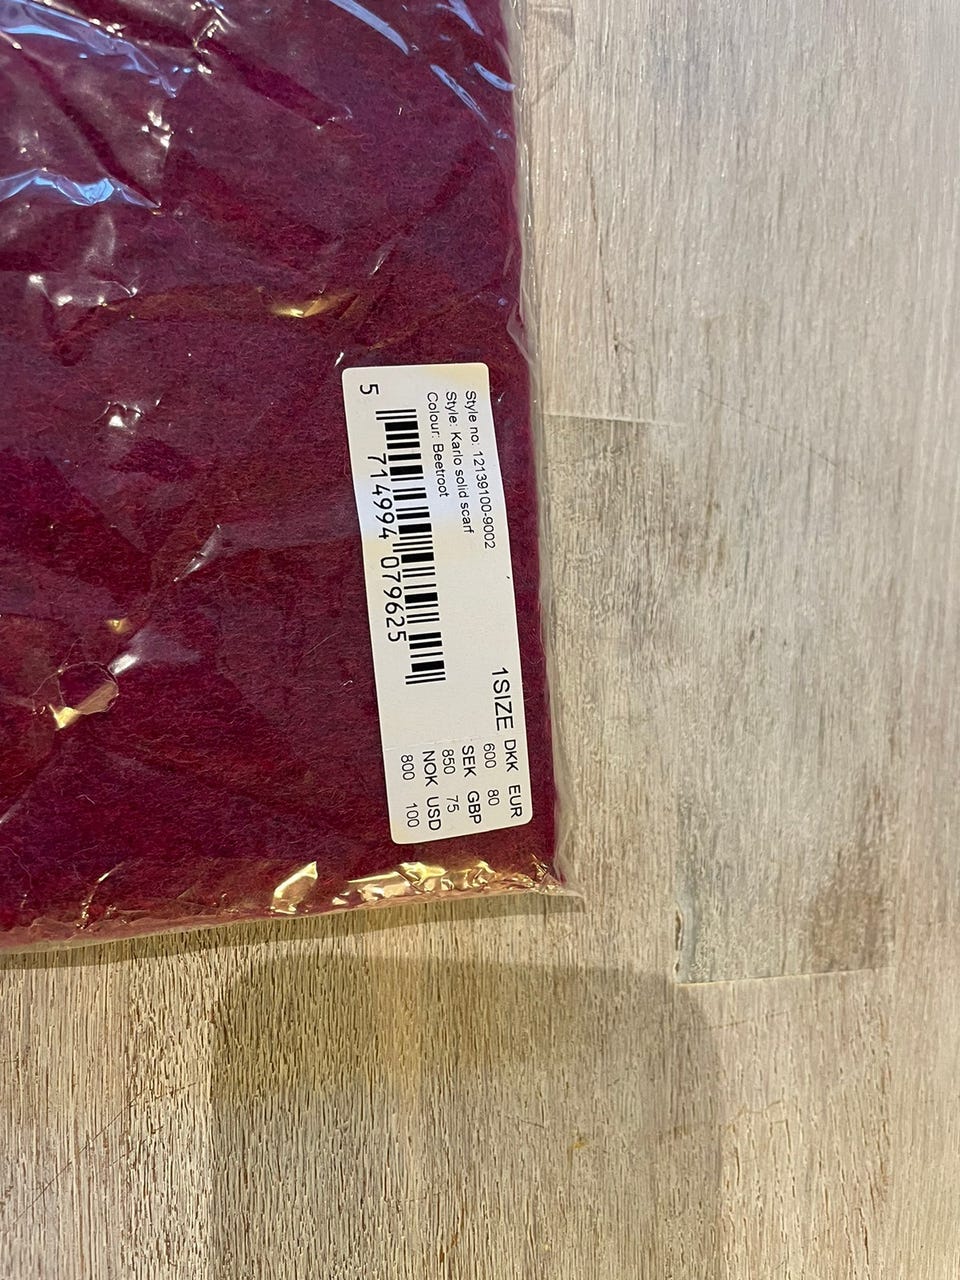 Style no: 12139100-9002
Style: Karlo solid scarf
Colour: Beetroot
5 714994 079625
1SIZE
DKK EUR
600 80
SEK GBP
850 75
NOK USD
800 100